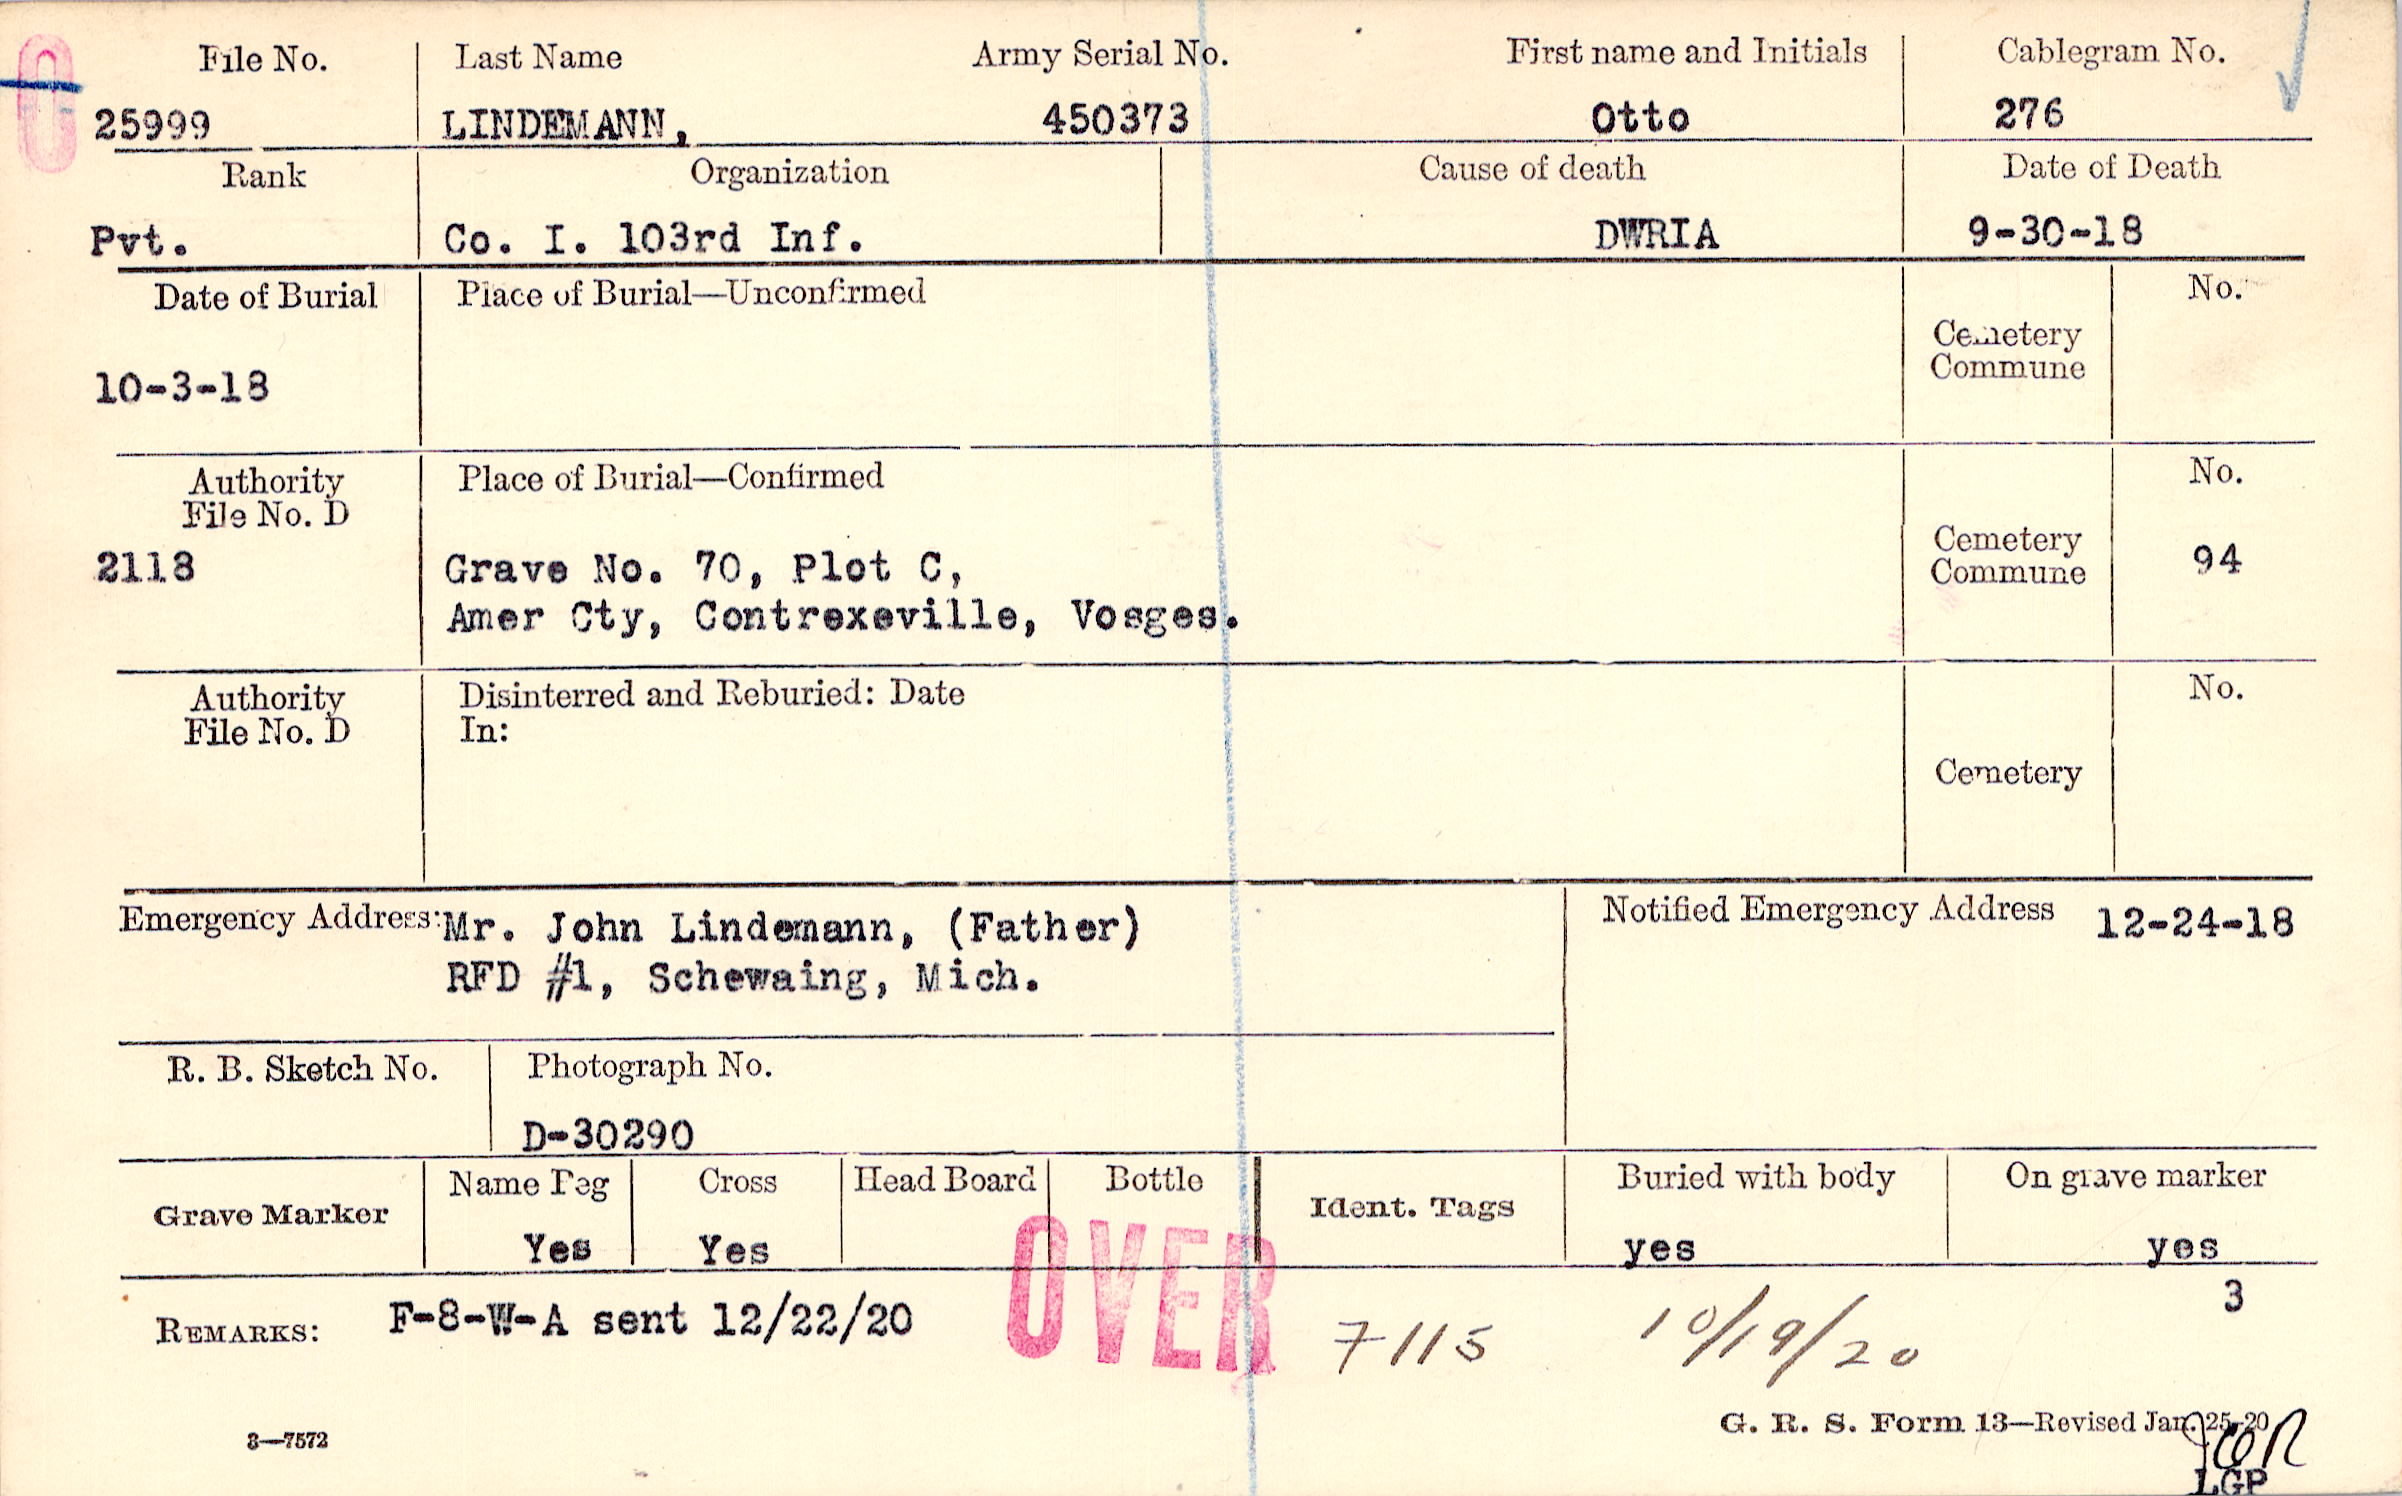 File No. Last Name Army Serial No. First name and Initials Cablegram No.
25999 LINDEMANN, 450373 Otto 276
Rank Organization Cause of death Date of Death
Pvt. Co. I. 103rd Inf. DWRIA 9-30-18
Date of Burial Place of Burial—Unconfirmed No.
Cemetery
Commune
10-3-18
Authority Place of Burial—Confirmed No.
File No. D
Cemetery
2118 Grave No. 70, Plot C, Commune 94
Amer Cty, Contrexeville, Vosges.
Authority Disinterred and Reburied: Date No.
File No. D In:
Cemetery
Emergency Address: Mr. John Lindemann, (Father) Notified Emergency Address 12-24-18
RFD #1, Schewaing, Mich.
R. B. Sketch No. Photograph No.
D-30290
Grave Marker Name Peg Cross Head Board Bottle Ident. Tags Buried with body On grave marker
Yes Yes yes yes
3
REMARKS: F-8-W-A sent 12/22/20 OVER 7115 10/19/20
3—7572 G. R. S. Form 13—Revised Jan. 25-20
LGP